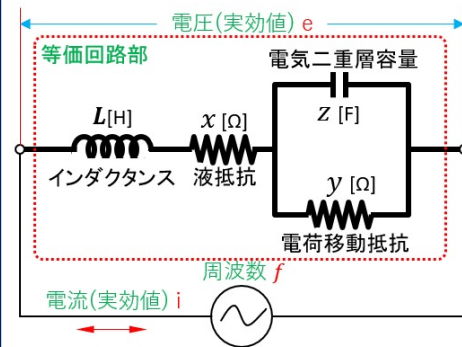 電圧(実効値) e
等価回路部
電気二重層容量
L[H]
x [Ω]
z [F]
インダクタンス
液抵抗
y [Ω]
電荷移動抵抗
周波数 f
電流(実効値) i